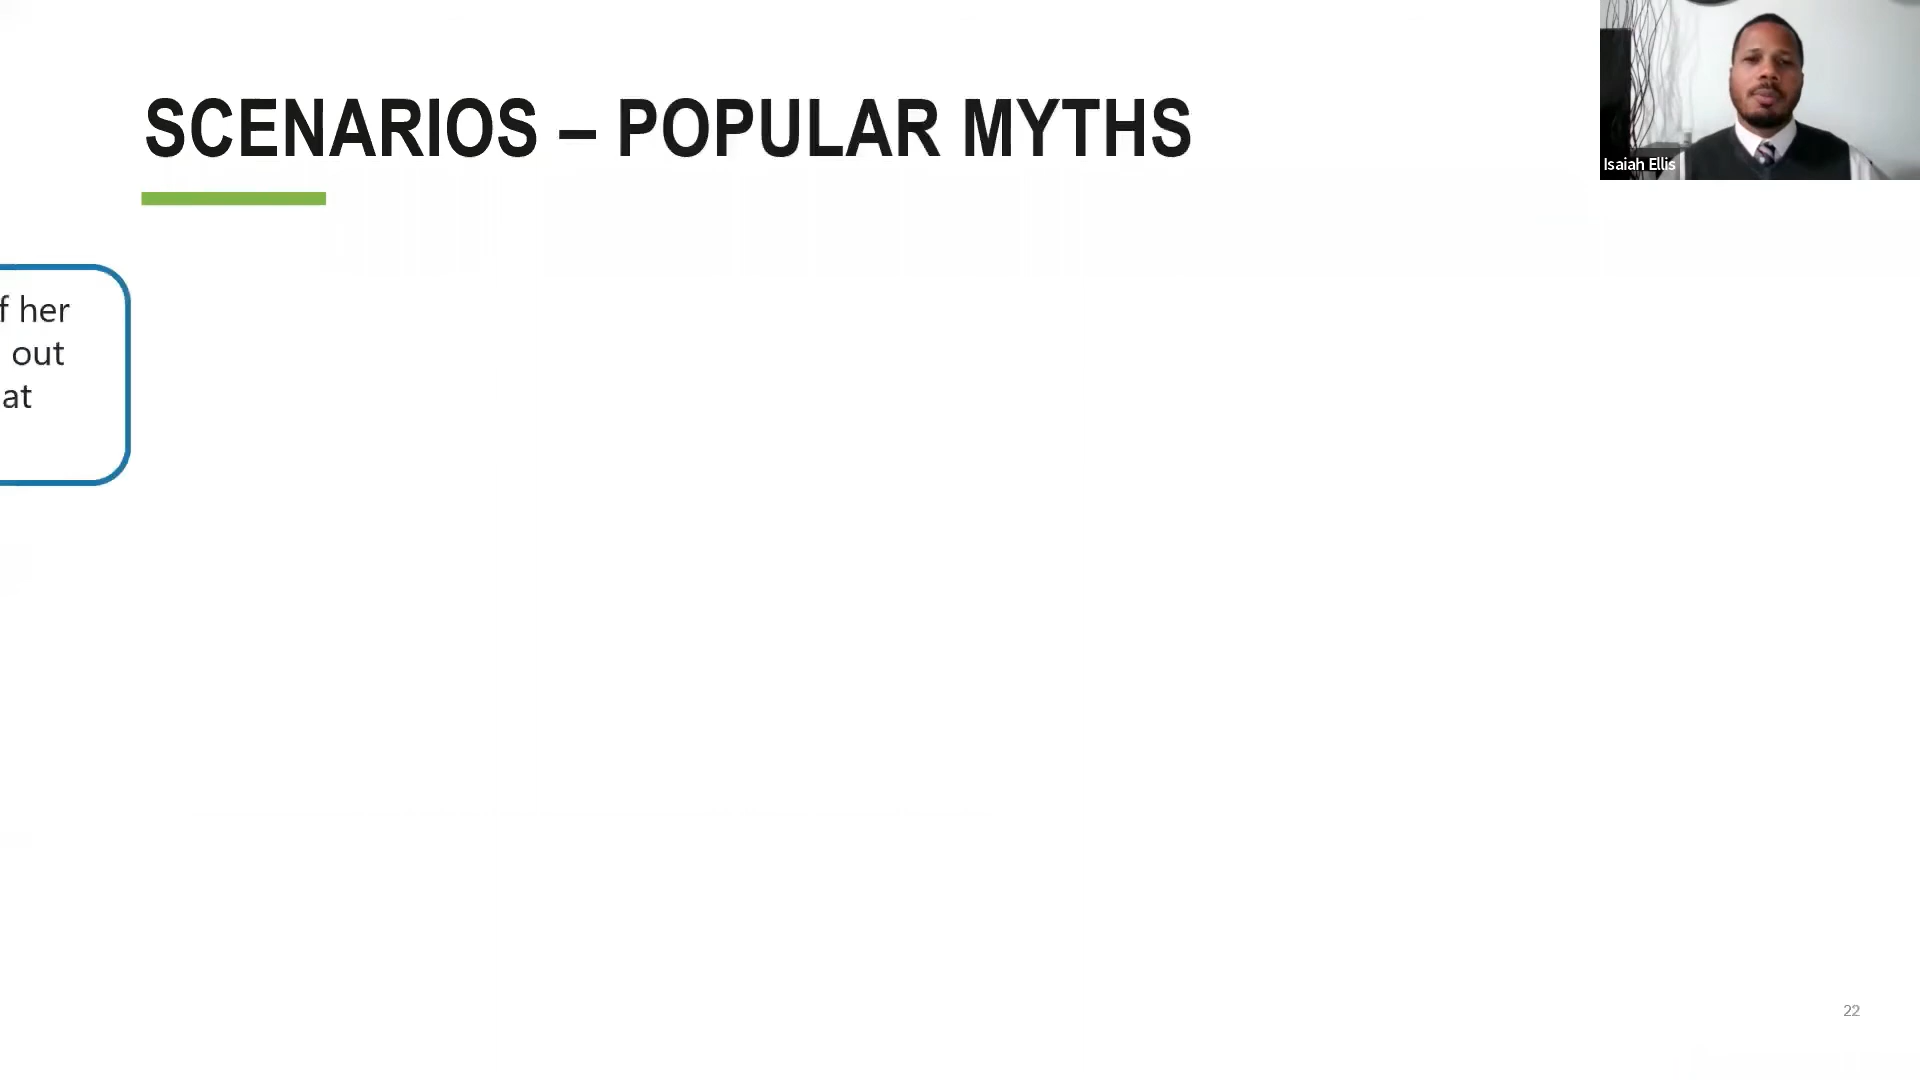 SCENARIOS – POPULAR MYTHS
Isaiah Ellis
f her
out
at
22